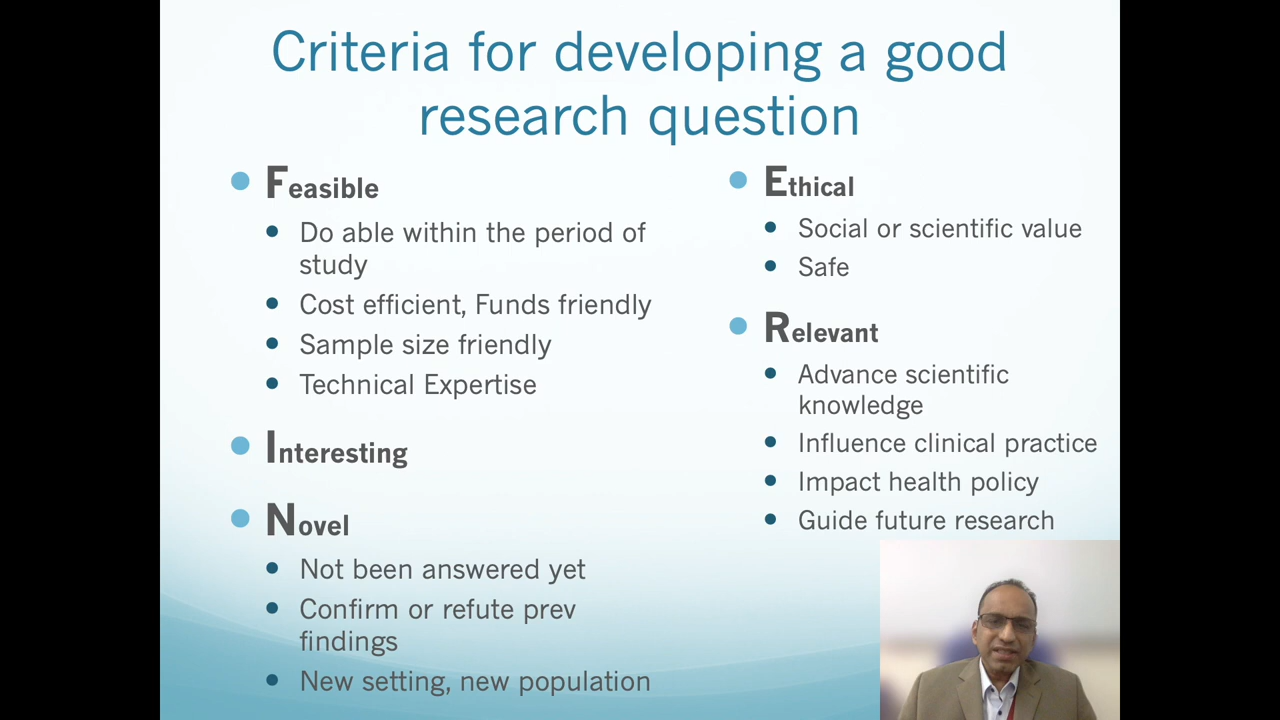 Criteria for developing a good
research question
Feasible
Do able within the period of
study
Cost efficient, Funds friendly
Sample size friendly
Technical Expertise
Interesting
Novel
Not been answered yet
Confirm or refute prev
findings
New setting, new population
Ethical
Social or scientific value
Safe
Relevant
Advance scientific
knowledge
Influence clinical practice
Impact health policy
Guide future research